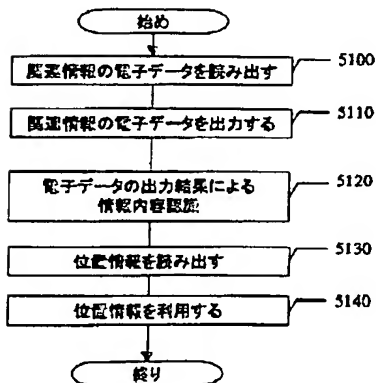 始め
関連情報の電子データを読み出す
5100
関連情報の電子データを出力する
5110
電子データの出力結果による
情報内容認識
5120
位置情報を読み出す
5130
位置情報を利用する
5140
終り